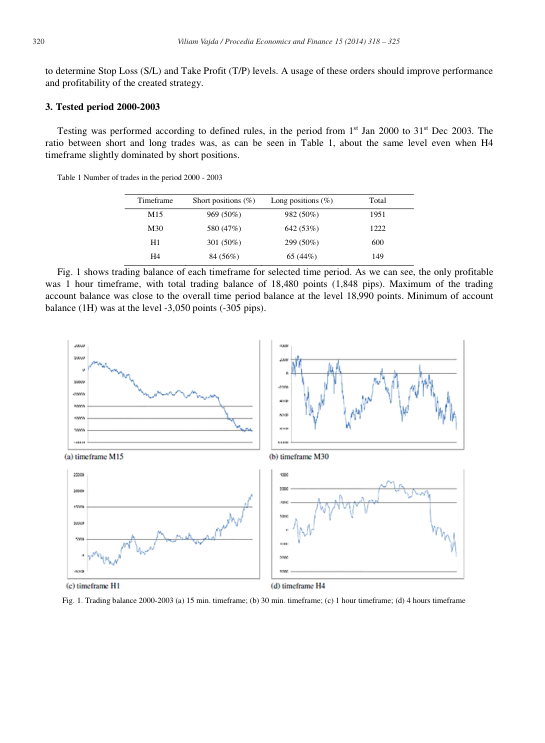 320
Viliam Vajda / Procedia Economics and Finance 15 (2014) 318 – 325
to determine Stop Loss (S/L) and Take Profit (T/P) levels. A usage of these orders should improve performance
and profitability of the created strategy.
3. Tested period 2000-2003
Testing was performed according to defined rules, in the period from 1st Jan 2000 to 31st Dec 2003. The
ratio between short and long trades was, as can be seen in Table 1, about the same level even when H4
timeframe slightly dominated by short positions.
Table 1 Number of trades in the period 2000 - 2003
Timeframe Short positions (%) Long positions (%) Total
M15 969 (50%) 982 (50%) 1951
M30 580 (47%) 642 (53%) 1222
H1 301 (50%) 299 (50%) 600
H4 84 (56%) 65 (44%) 149
Fig. 1 shows trading balance of each timeframe for selected time period. As we can see, the only profitable
was 1 hour timeframe, with total trading balance of 18,480 points (1,848 pips). Maximum of the trading
account balance was close to the overall time period balance at the level 18,990 points. Minimum of account
balance (1H) was at the level -3,050 points (-305 pips).
(a) timeframe M15
(b) timeframe M30
(c) timeframe H1
(d) timeframe H4
Fig. 1. Trading balance 2000-2003 (a) 15 min. timeframe; (b) 30 min. timeframe; (c) 1 hour timeframe; (d) 4 hours timeframe